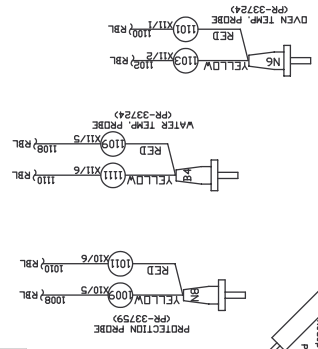 PROTECTION PROBE
(PR-33759)
N8 YELLOW 1009 X10/5 1008 RBL
RED 1011 X10/6 1010 RBL
B4 YELLOW 1111 X11/6 1110 RBL
RED 1109 X11/5 1108 RBL
WATER TEMP. PROBE
(PR-33724)
N6 YELLOW 1103 X11/2 1102 RBL
RED 1101 X11/1 1100 RBL
OVEN TEMP. PROBE
(PR-33724)